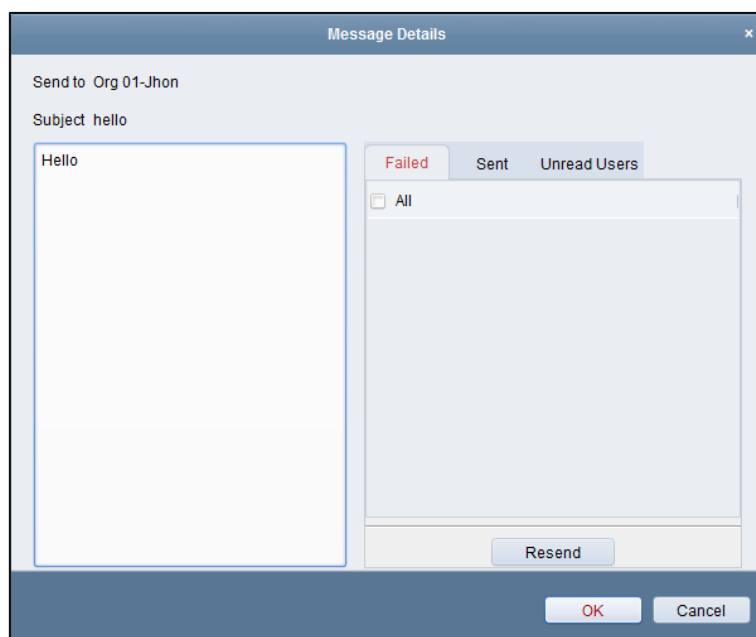 Message Details
Send to Org 01-Jhon
Subject hello
Hello
Failed Sent Unread Users
All
Resend
OK Cancel